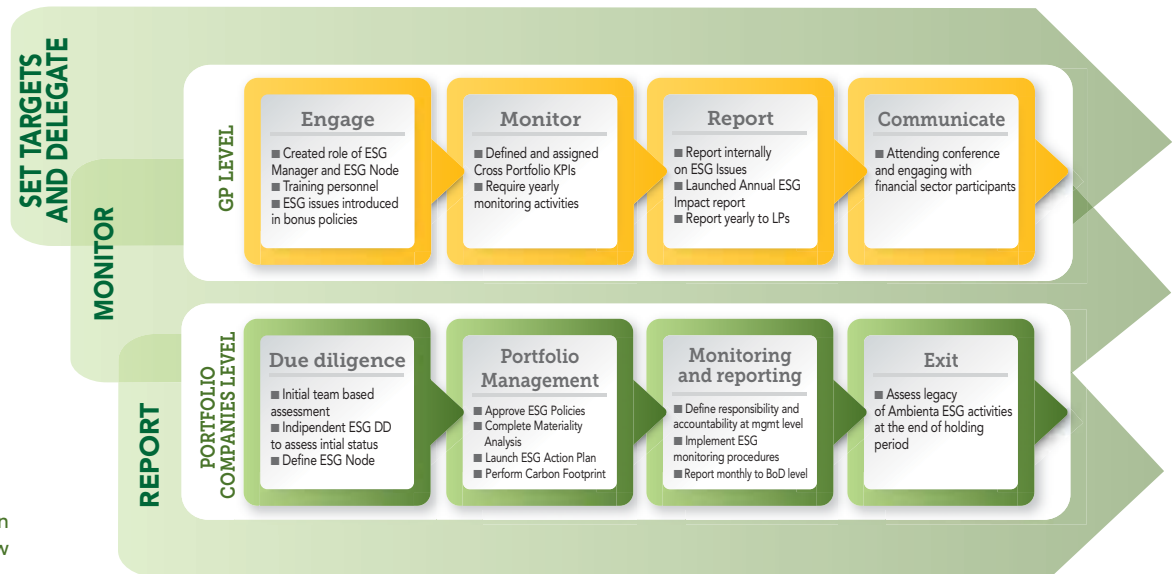 SET TARGETS
AND DELEGATE
MONITOR
REPORT
GP LEVEL
Engage
■ Created role of ESG
Manager and ESG Node
■ Training personnel
■ ESG issues introduced
in bonus policies
Monitor
■ Defined and assigned
Cross Portfolio KPIs
■ Require yearly
monitoring activities
Report
■ Report internally
on ESG Issues
■ Launched Annual ESG
Impact report
■ Report yearly to LPs
Communicate
■ Attending conference
and engaging with
financial sector participants
PORTFOLIO
COMPANIES LEVEL
Due diligence
■ Initial team based
assessment
■ Indipendent ESG DD
to assess intial status
■ Define ESG Node
Portfolio
Management
■ Approve ESG Policies
■ Complete Materiality
Analysis
■ Launch ESG Action Plan
■ Perform Carbon Footprint
Monitoring
and reporting
■ Define responsibility and
accountability at mgmt level
■ Implement ESG
monitoring procedures
■ Report monthly to BoD level
Exit
■ Assess legacy
of Ambienta ESG activities
at the end of holding
period